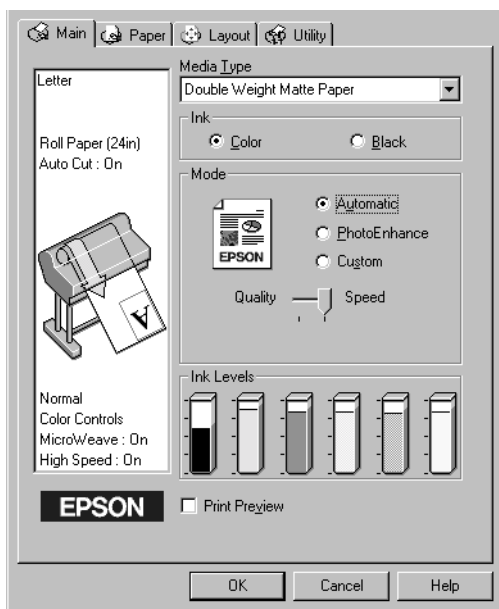 Main Paper Layout Utility
Letter
Roll Paper (24in)
Auto Cut : On
A
Normal
Color Controls
MicroWeave : On
High Speed : On
EPSON
Media Type
Double Weight Matte Paper
Ink
Color Black
Mode
EPSON
Automatic
PhotoEnhance
Custom
Quality Speed
Ink Levels
Print Preview
OK Cancel Help